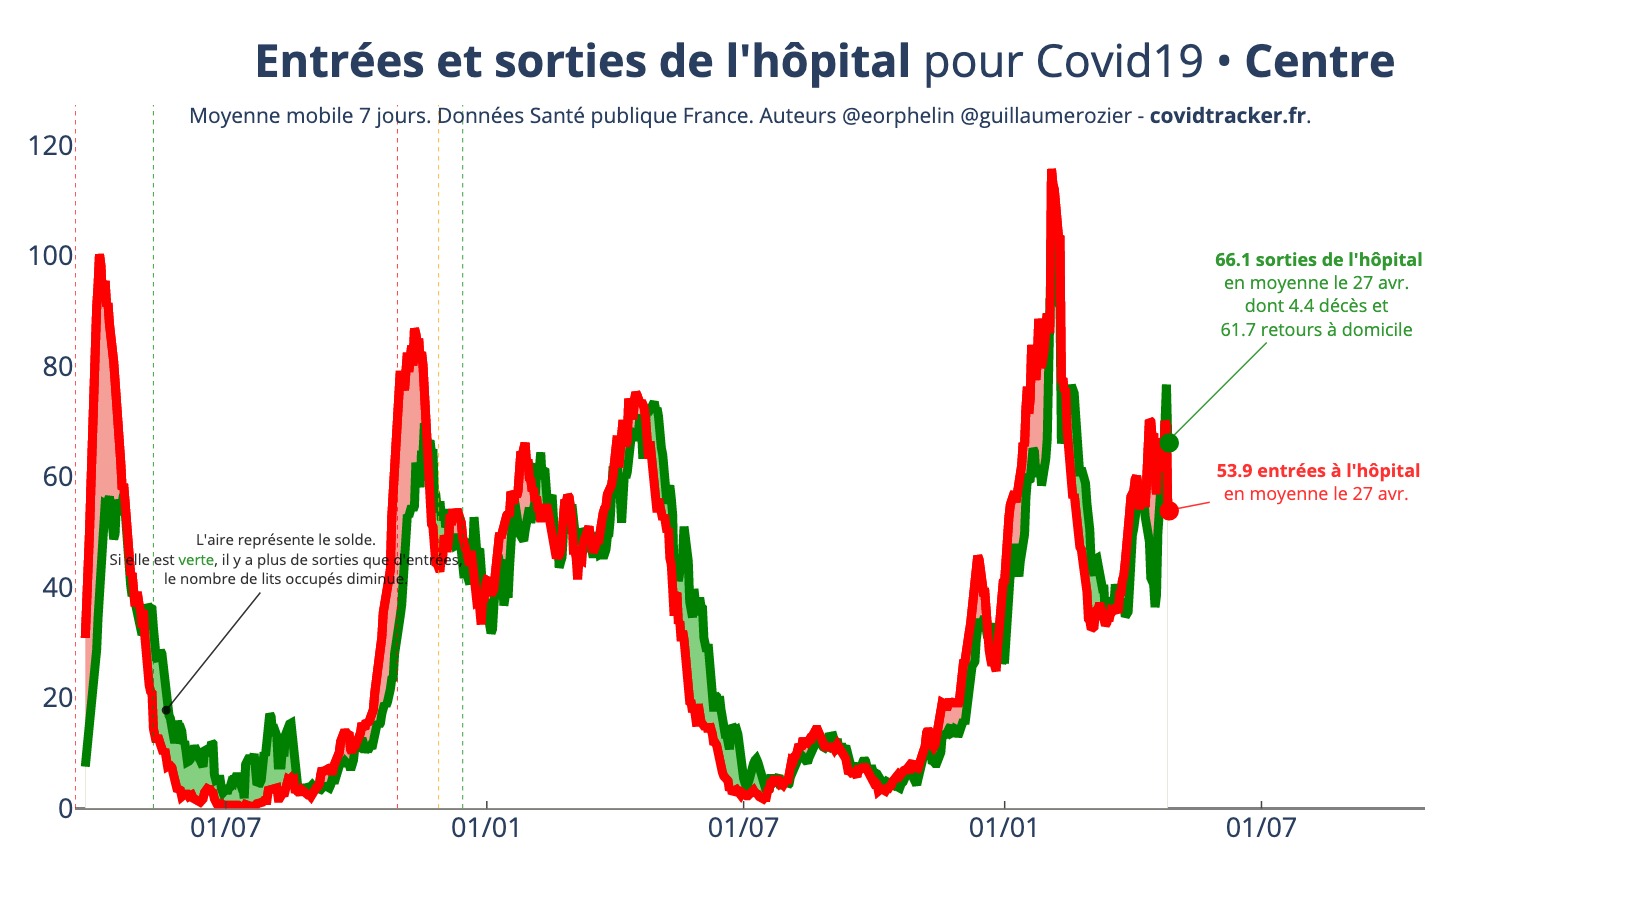 Entrées et sorties de l'hôpital pour Covid19 • Centre
Moyenne mobile 7 jours. Données Santé publique France. Auteurs @eorphelin @guillaumerozier - covidtracker.fr.
120
100
80
60
40
20
0
66.1 sorties de l'hôpital
en moyenne le 27 avr.
dont 4.4 décès et
61.7 retours à domicile
53.9 entrées à l'hôpital
en moyenne le 27 avr.
L'aire représente le solde.
Si elle est verte, il y a plus de sorties que d'entrées,
le nombre de lits occupés diminue
01/07
01/01
01/07
01/01
01/07